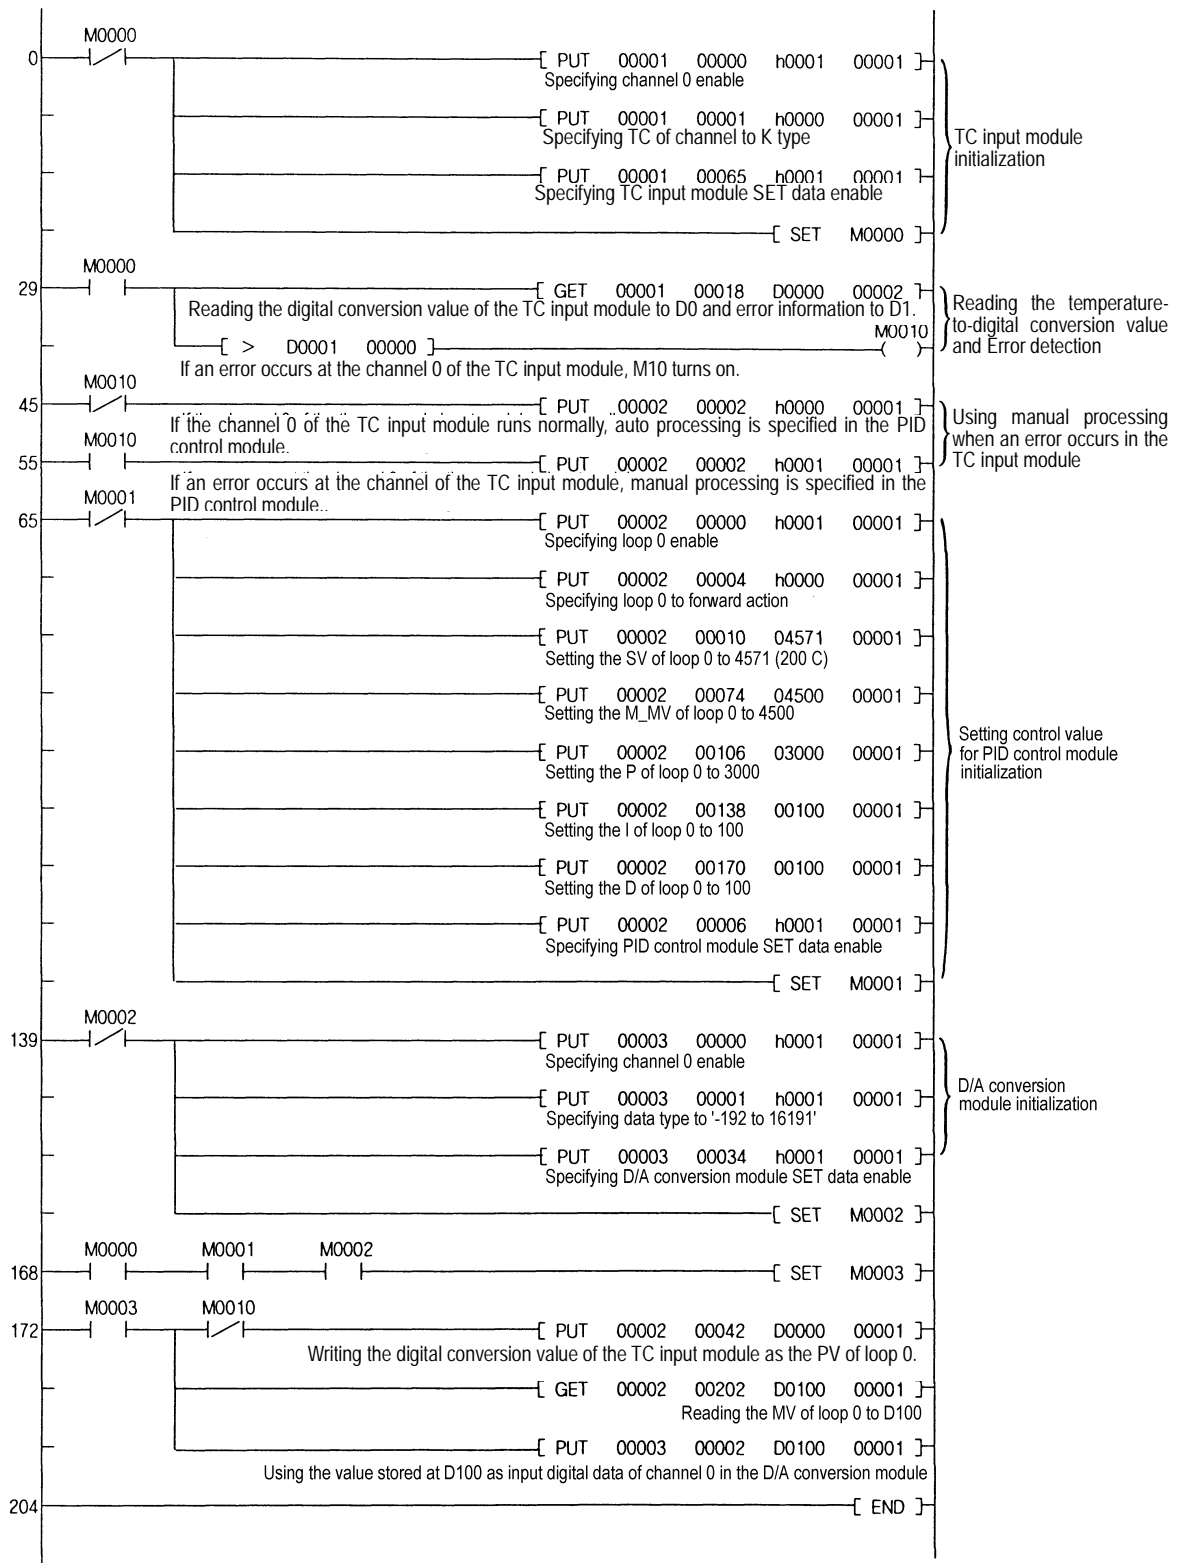 M0000
0 [ PUT 00001 00000 h0001 00001 ]
Specifying channel 0 enable
[ PUT 00001 00001 h0000 00001 ]
Specifying TC of channel to K type
TC input module
initialization
[ PUT 00001 00065 h0001 00001 ]
Specifying TC input module SET data enable
[ SET M0000 ]
M0000
29 [ GET 00001 00018 D0000 00002 ]
Reading the digital conversion value of the TC input module to D0 and error information to D1.
Reading the temperature-
to-digital conversion value
and Error detection
M0010
[ > D0001 00000 ] ( )
If an error occurs at the channel 0 of the TC input module, M10 turns on.
M0010
45 [ PUT 00002 00002 h0000 00001 ]
If the channel 0 of the TC input module runs normally, auto processing is specified in the PID
control module.
Using manual processing
when an error occurs in the
TC input module
M0010
55 [ PUT 00002 00002 h0001 00001 ]
If an error occurs at the channel of the TC input module, manual processing is specified in the
PID control module..
M0001
65 [ PUT 00002 00000 h0001 00001 ]
Specifying loop 0 enable
[ PUT 00002 00004 h0000 00001 ]
Specifying loop 0 to forward action
[ PUT 00002 00010 04571 00001 ]
Setting the SV of loop 0 to 4571 (200 C)
[ PUT 00002 00074 04500 00001 ]
Setting the M_MV of loop 0 to 4500
Setting control value
for PID control module
initialization
[ PUT 00002 00106 03000 00001 ]
Setting the P of loop 0 to 3000
[ PUT 00002 00138 00100 00001 ]
Setting the I of loop 0 to 100
[ PUT 00002 00170 00100 00001 ]
Setting the D of loop 0 to 100
[ PUT 00002 00006 h0001 00001 ]
Specifying PID control module SET data enable
[ SET M0001 ]
M0002
139 [ PUT 00003 00000 h0001 00001 ]
Specifying channel 0 enable
D/A conversion
module initialization
[ PUT 00003 00001 h0001 00001 ]
Specifying data type to '-192 to 16191'
[ PUT 00003 00034 h0001 00001 ]
Specifying D/A conversion module SET data enable
[ SET M0002 ]
M0000 M0001 M0002
168 [ SET M0003 ]
M0003 M0010
172 [ PUT 00002 00042 D0000 00001 ]
Writing the digital conversion value of the TC input module as the PV of loop 0.
[ GET 00002 00202 D0100 00001 ]
Reading the MV of loop 0 to D100
[ PUT 00003 00002 D0100 00001 ]
Using the value stored at D100 as input digital data of channel 0 in the D/A conversion module
204 [ END ]